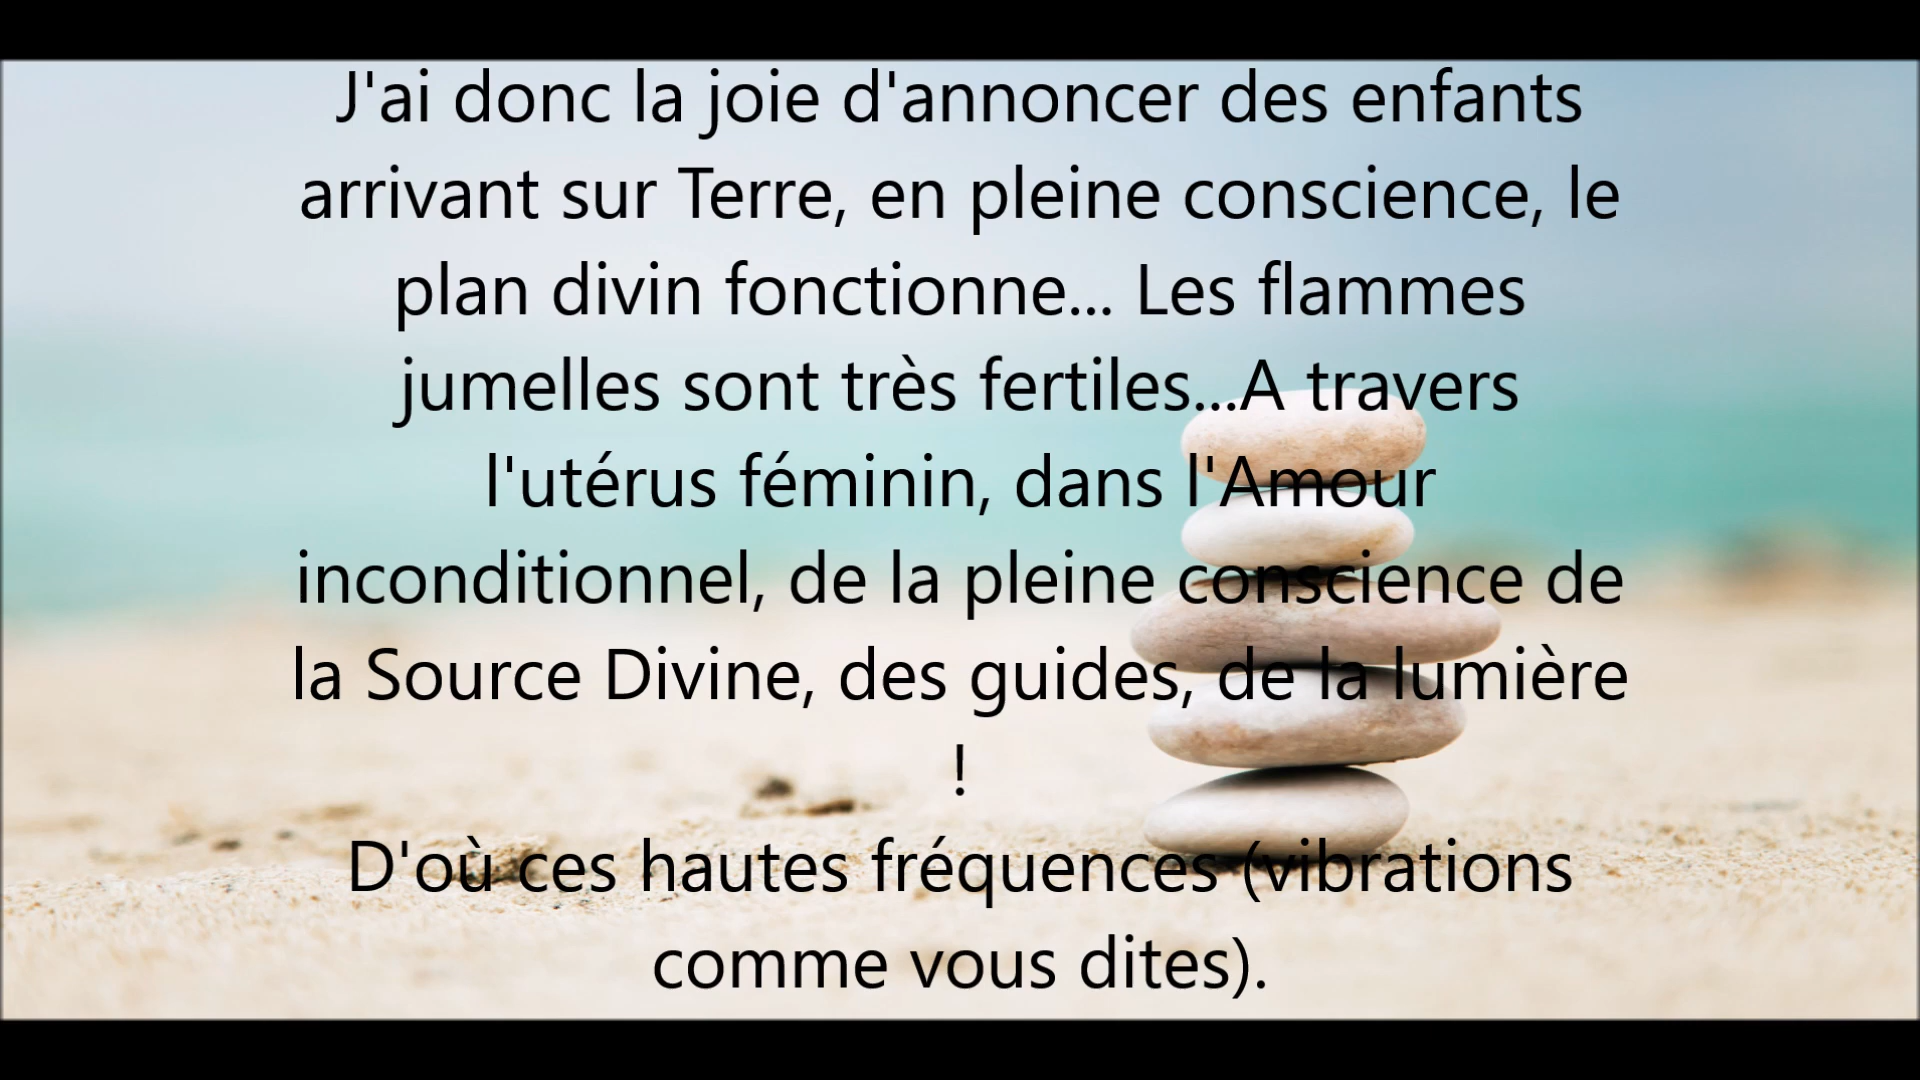 J'ai donc la joie d'annoncer des enfants
arrivant sur Terre, en pleine conscience, le
plan divin fonctionne... Les flammes
jumelles sont très fertiles...A travers
l'utérus féminin, dans l'Amour
inconditionnel, de la pleine conscience de
la Source Divine, des guides, de la lumière
!
D'où ces hautes fréquences (vibrations
comme vous dites).